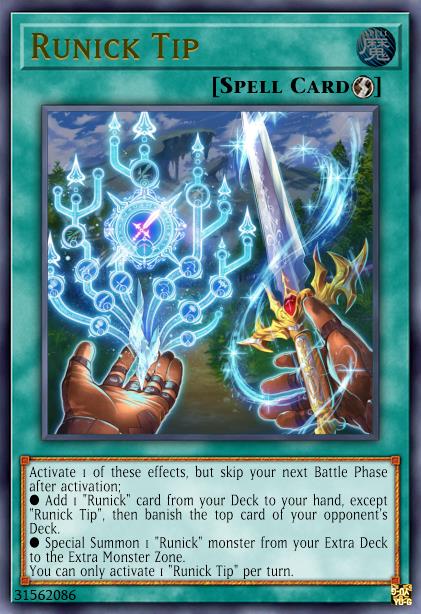 Runick Tip
[Spell Card]
Activate 1 of these effects, but skip your next Battle Phase
after activation;
● Add 1 "Runick" card from your Deck to your hand, except
"Runick Tip", then banish the top card of your opponent's
Deck.
● Special Summon 1 "Runick" monster from your Extra Deck
to the Extra Monster Zone.
You can only activate 1 "Runick Tip" per turn.
31562086